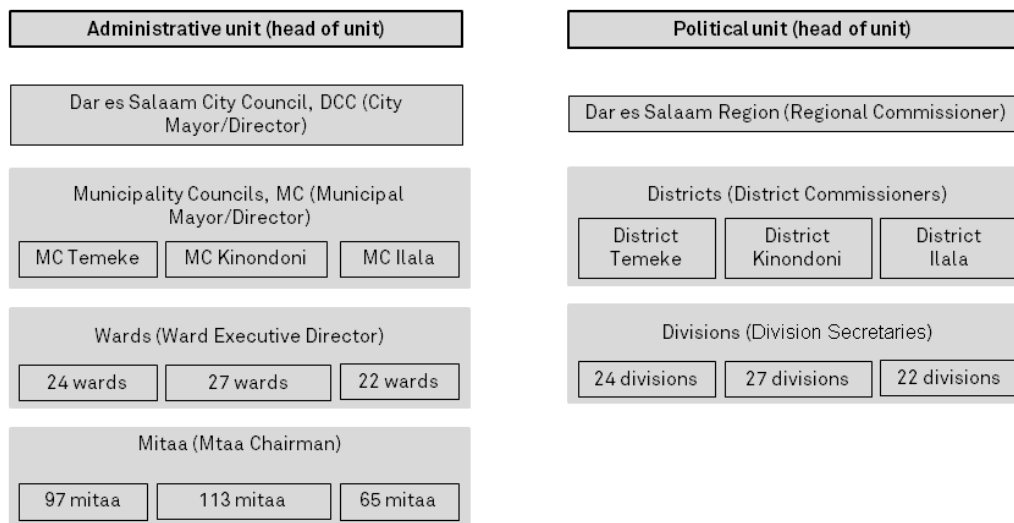 Administrative unit (head of unit)
Dar es Salaam City Council, DCC (City
Mayor/Director)
Municipality Councils, MC (Municipal
Mayor/Director)
MC Temeke
MC Kinondoni
MC Ilala
Wards (Ward Executive Director)
24 wards
27 wards
22 wards
Mitaa (Mtaa Chairman)
97 mitaa
113 mitaa
65 mitaa
Political unit (head of unit)
Dar es Salaam Region (Regional Commissioner)
Districts (District Commissioners)
District
Temeke
District
Kinondoni
District
Ilala
Divisions (Division Secretaries)
24 divisions
27 divisions
22 divisions